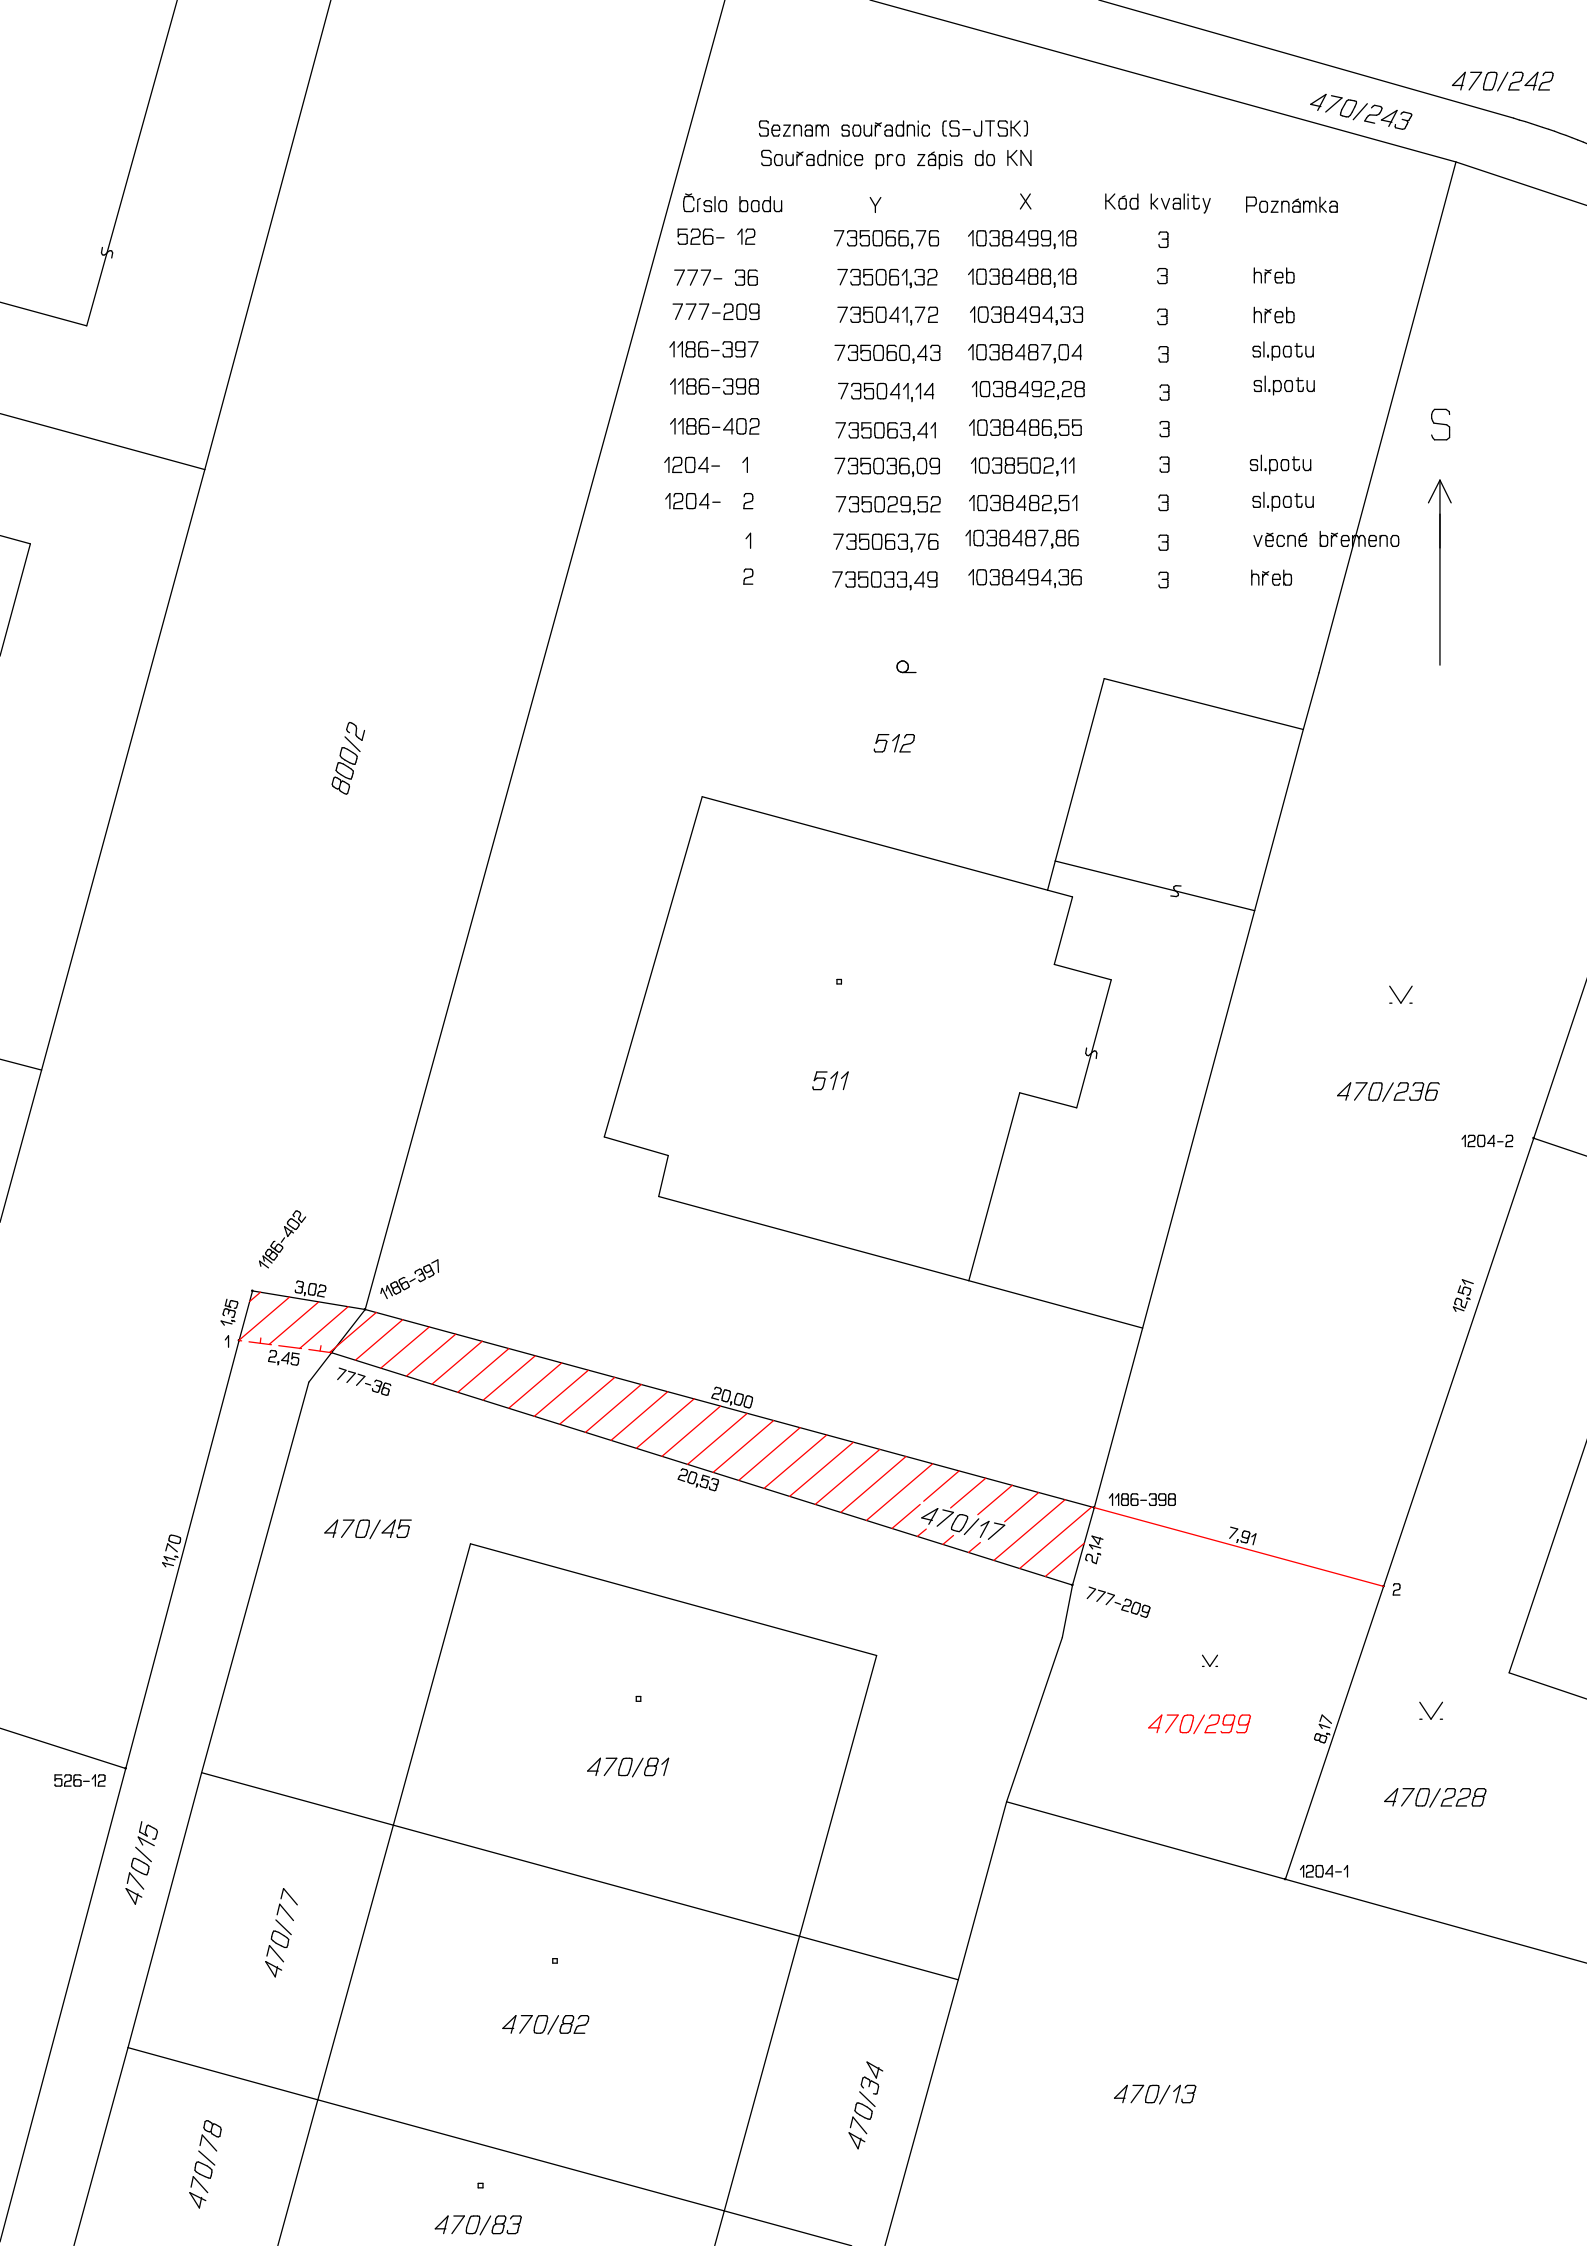 470/242
470/243
Seznam souřadnic (S-JTSK)
Souřadnice pro zápis do KN
Číslo bodu Y X Kód kvality Poznámka
526- 12 735066,76 1038499,18 3
777- 36 735061,32 1038488,18 3 hřeb
777-209 735041,72 1038494,33 3 hřeb
1186-397 735060,43 1038487,04 3 sl.potu
1186-398 735041,14 1038492,28 3 sl.potu
1186-402 735063,41 1038486,55 3
1204- 1 735036,09 1038502,11 3 sl.potu
1204- 2 735029,52 1038482,51 3 sl.potu
1 735063,76 1038487,86 3 věcné břemeno
2 735033,49 1038494,36 3 hřeb
S
800/2
512
511
470/236
1204-2
1186-402
1186-397
3,02
1,35
1
2,45
777-36
12,51
20,00
20,53
470/17
1186-398
7,91
2,14
2
777-209
470/45
11,70
470/299
8,17
470/81
470/228
526-12
470/15
1204-1
470/77
470/82
470/34
470/13
470/78
470/83